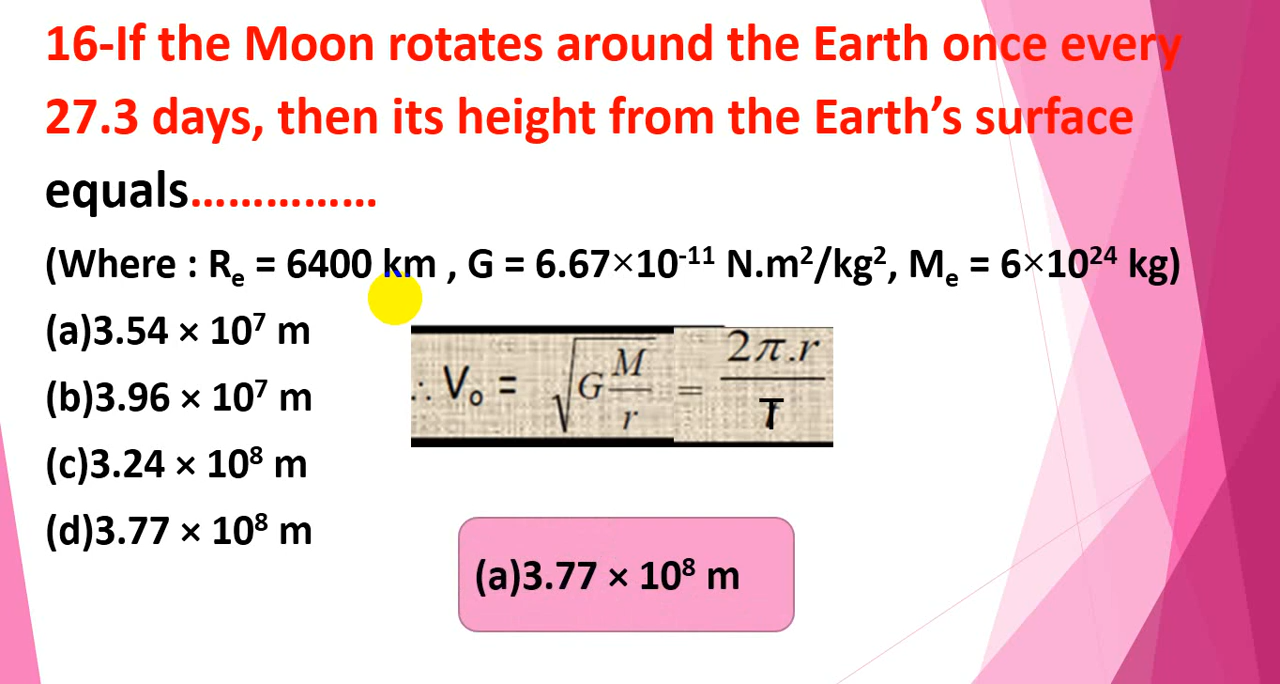 16-If the Moon rotates around the Earth once every
27.3 days, then its height from the Earth’s surface
equals...............
(Where : Rₑ = 6400 km , G = 6.67×10⁻¹¹ N.m²/kg², Mₑ = 6×10²⁴ kg)
(a)3.54 × 10⁷ m
∴ V₀ = √(G M/r) = 2π.r/T
(b)3.96 × 10⁷ m
(c)3.24 × 10⁸ m
(d)3.77 × 10⁸ m
(a)3.77 × 10⁸ m